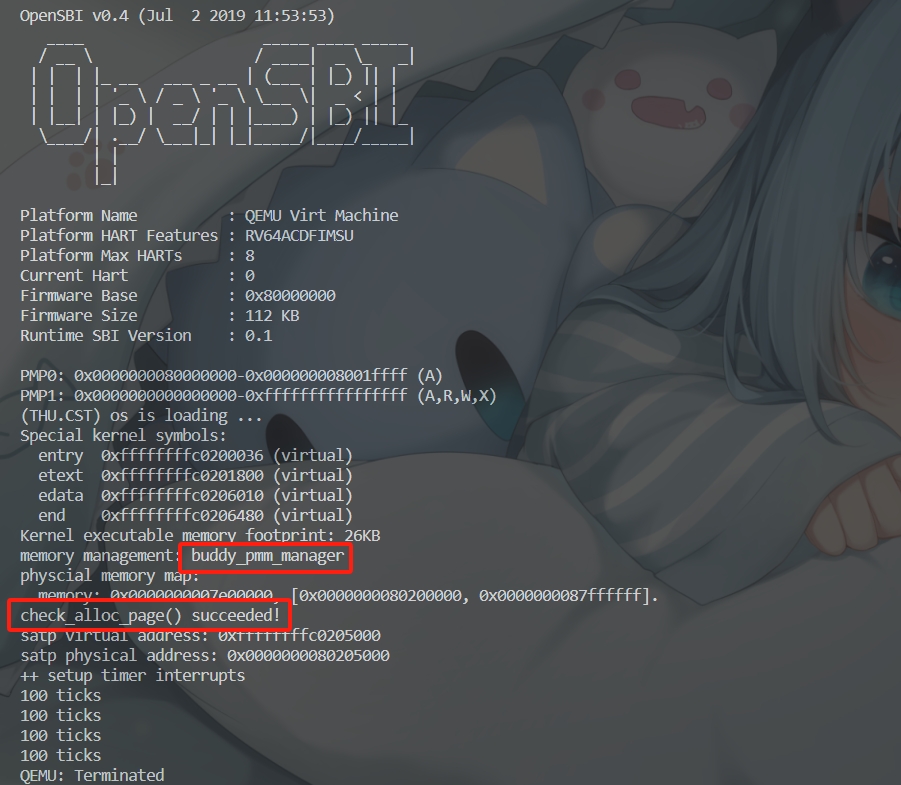 OpenSBI v0.4 (Jul  2 2019 11:53:53)
OpenSBI
Platform Name          : QEMU Virt Machine
Platform HART Features : RV64ACDFIMSU
Platform Max HARTs     : 8
Current Hart           : 0
Firmware Base          : 0x80000000
Firmware Size          : 112 KB
Runtime SBI Version    : 0.1
PMP0: 0x0000000080000000-0x000000008001ffff (A)
PMP1: 0x0000000000000000-0xffffffffffffffff (A,R,W,X)
(THU.CST) os is loading ...
Special kernel symbols:
  entry  0xffffffffc0200036 (virtual)
  etext  0xffffffffc0201800 (virtual)
  edata  0xffffffffc0206010 (virtual)
  end    0xffffffffc0206480 (virtual)
Kernel executable memory footprint: 26KB
memory management: buddy_pmm_manager
physcial memory map:
  memory: 0x0000000007e00000, [0x0000000080200000, 0x0000000087ffffff].
check_alloc_page() succeeded!
satp virtual address: 0xffffffffc0205000
satp physical address: 0x0000000080205000
++ setup timer interrupts
100 ticks
100 ticks
100 ticks
100 ticks
QEMU: Terminated